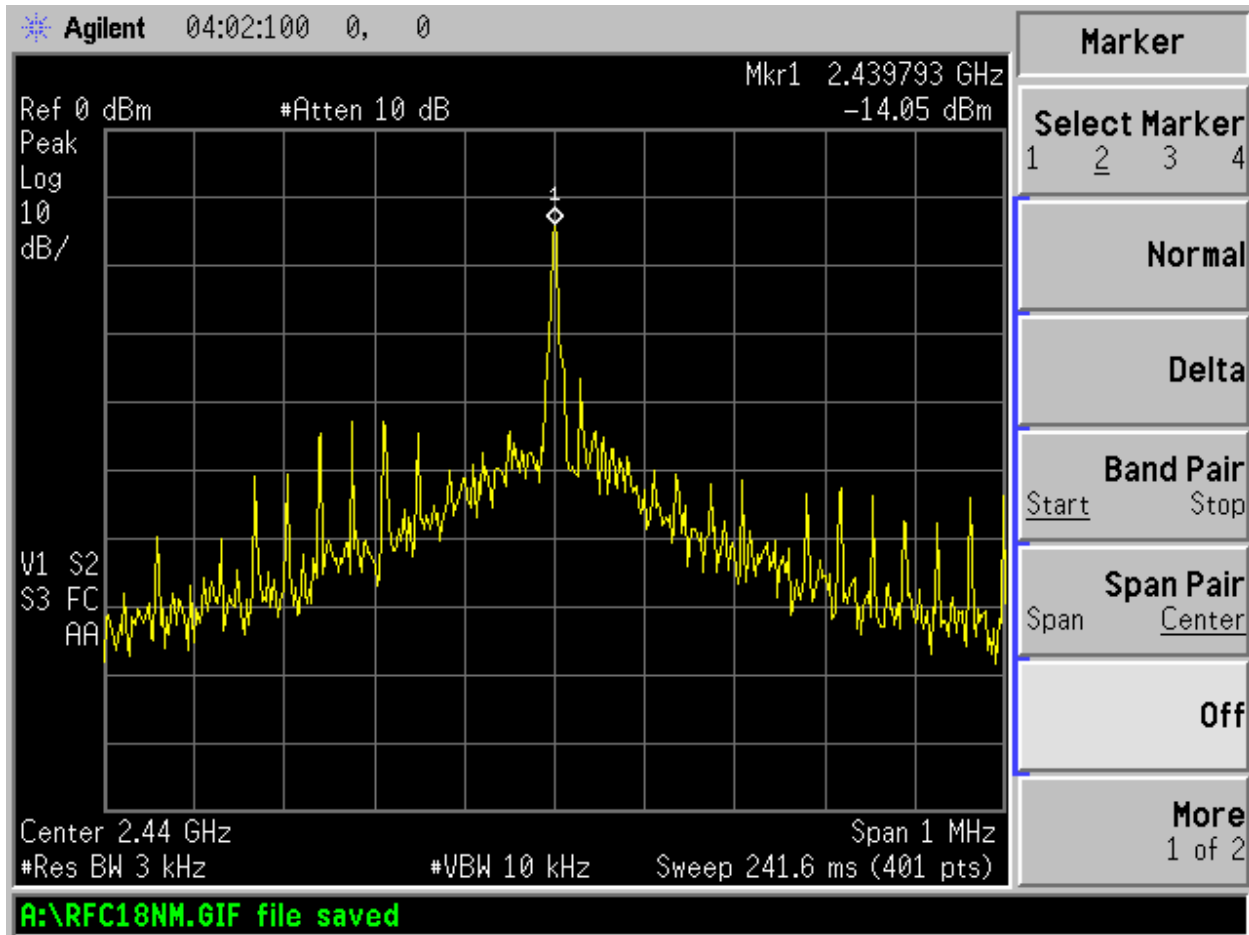 Agilent 04:02:100 0, 0
Mkr1 2.439793 GHz
Ref 0 dBm #Atten 10 dB -14.05 dBm
Peak
Log
10
dB/
1
V1 S2
S3 FC
AA
Center 2.44 GHz Span 1 MHz
#Res BW 3 kHz #VBW 10 kHz Sweep 241.6 ms (401 pts)
A:\RFC18NM.GIF file saved
Marker
Select Marker
1 2 3 4
Normal
Delta
Band Pair
Start Stop
Span Pair
Span Center
Off
More
1 of 2